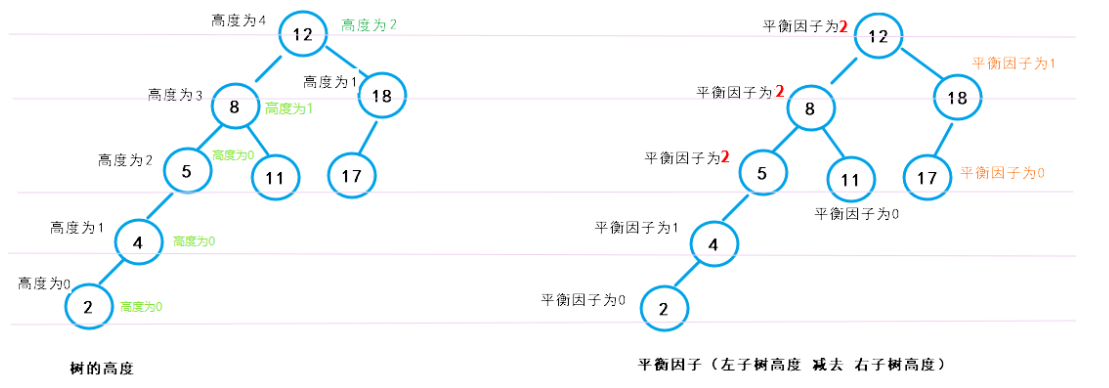 高度为4
12
高度为2
高度为3
8
高度为1
高度为1
18
高度为2
5
高度为0
11
17
高度为1
4
高度为0
高度为0
2
高度为0
树的高度
平衡因子为2
12
平衡因子为1
平衡因子为2
8
18
平衡因子为2
5
11
平衡因子为0
17
平衡因子为0
平衡因子为1
4
平衡因子为0
2
平衡因子（左子树高度 减去 右子树高度）